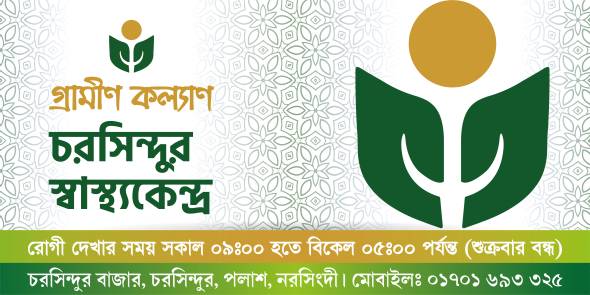 গ্রামীণ কল্যাণ
চরসিন্দুর
স্বাস্থ্যকেন্দ্র
রোগী দেখার সময় সকাল ০৯ঃ০০ হতে বিকেল ০৫ঃ০০ পর্যন্ত (শুক্রবার বন্ধ)
চরসিন্দুর বাজার, চরসিন্দুর, পলাশ, নরসিংদী। মোবাইলঃ ০১৭০১ ৬৯৩ ৩২৫